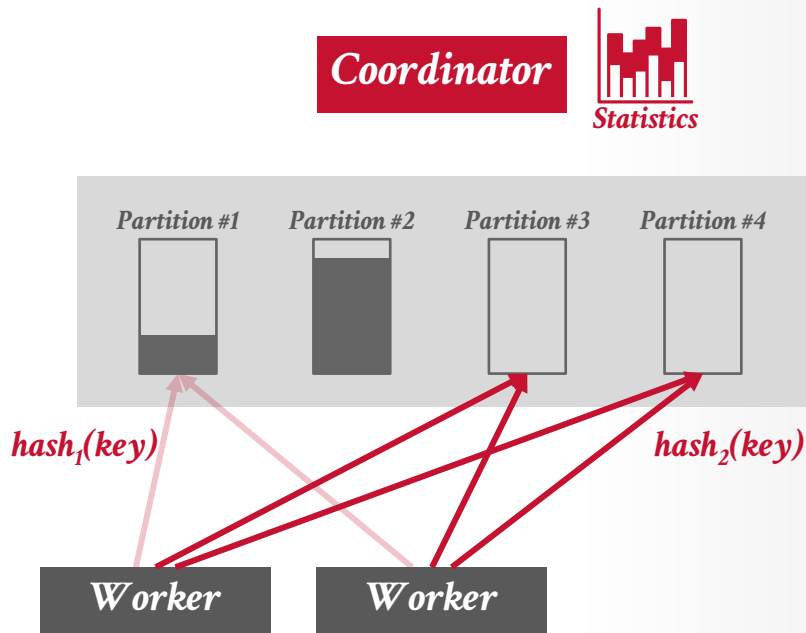 Coordinator
Statistics
Partition #1
Partition #2
Partition #3
Partition #4
hash₁(key)
hash₂(key)
Worker
Worker